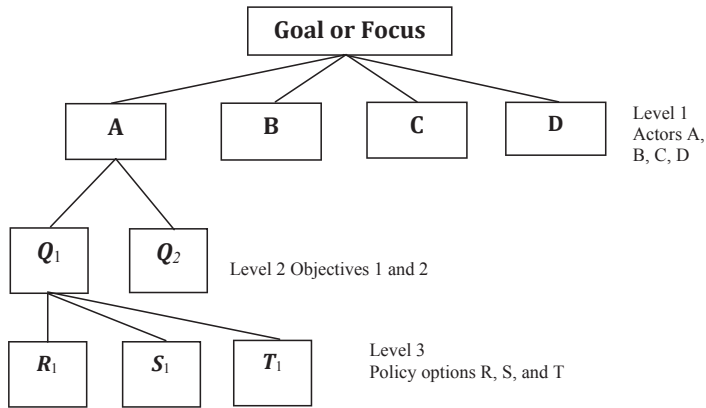 Goal or Focus
A
B
C
D
Level 1
Actors A,
B, C, D
Q1
Q2
Level 2 Objectives 1 and 2
R1
S1
T1
Level 3
Policy options R, S, and T